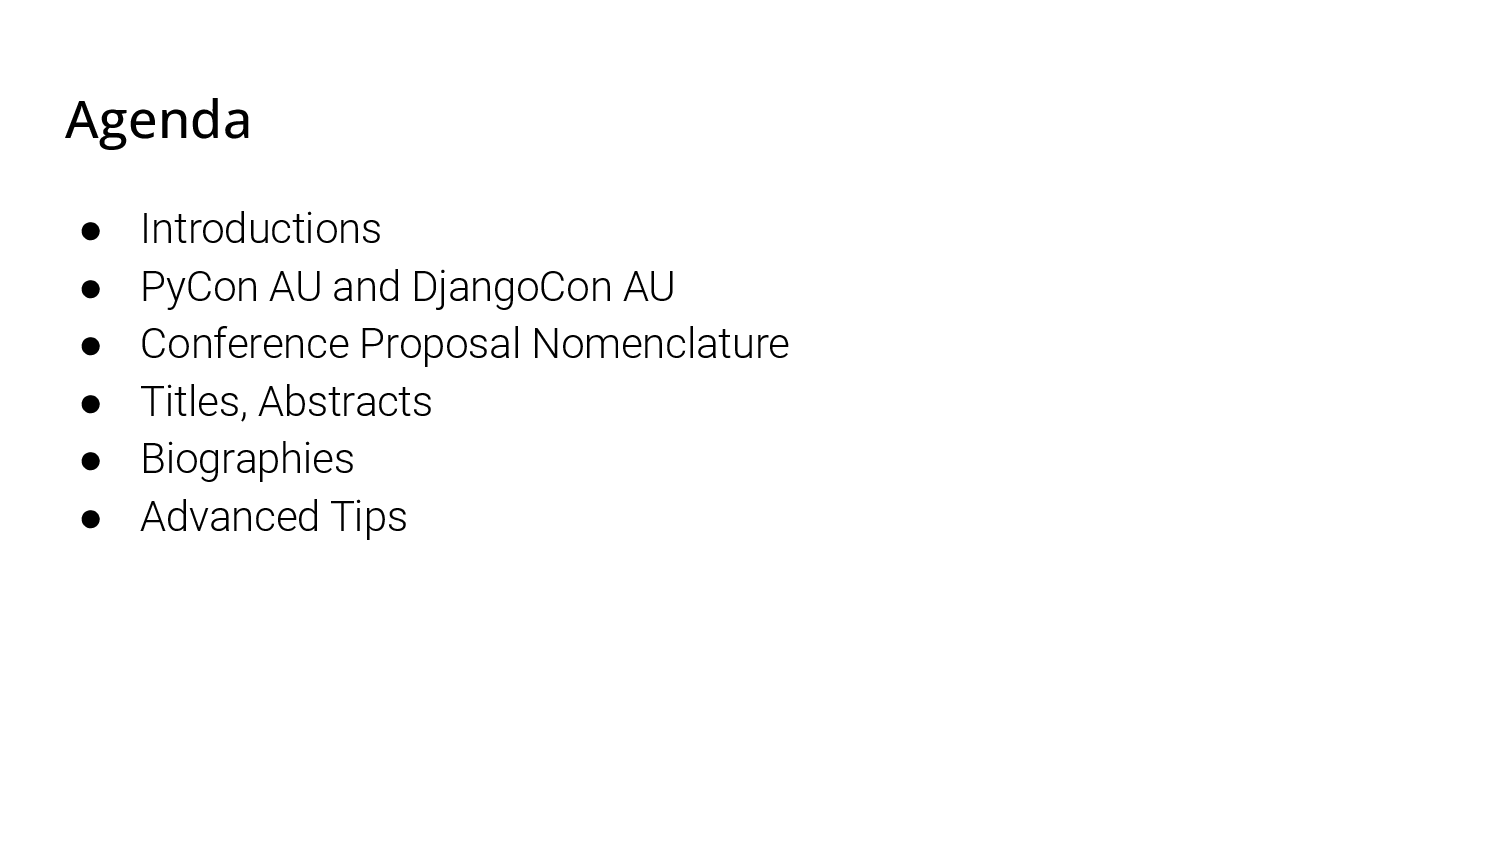 Agenda
● Introductions
● PyCon AU and DjangoCon AU
● Conference Proposal Nomenclature
● Titles, Abstracts
● Biographies
● Advanced Tips